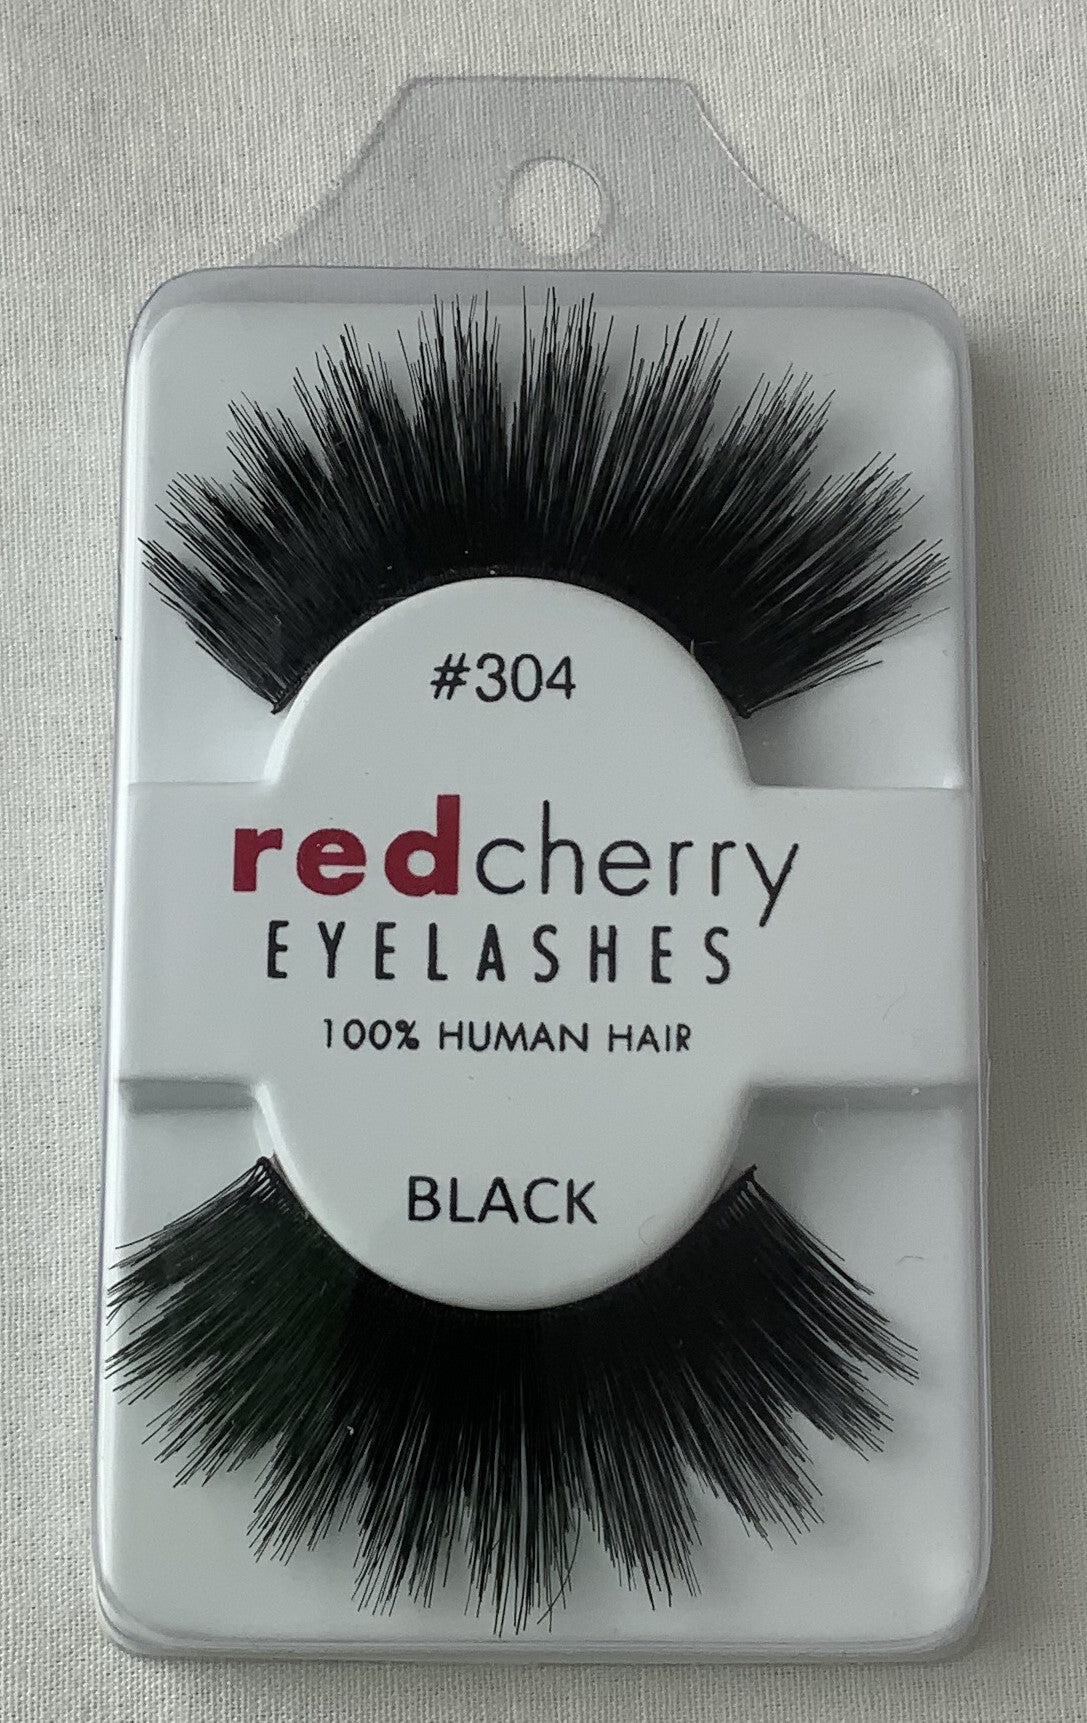 #304
redcherry
EYELASHES
100% HUMAN HAIR
BLACK